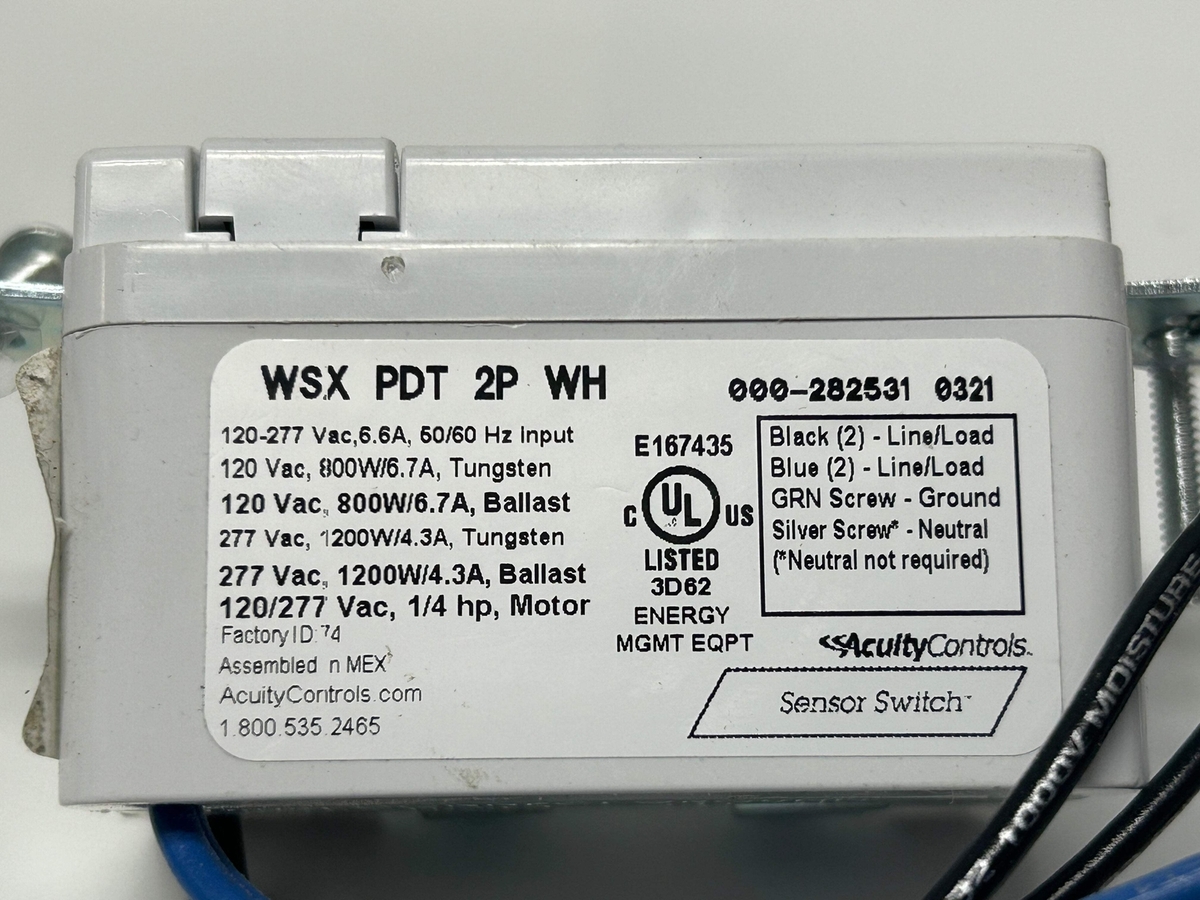 WSX PDT 2P WH
000-282531 0321
120-277 Vac,6.6A, 50/60 Hz Input
120 Vac, 800W/6.7A, Tungsten
120 Vac, 800W/6.7A, Ballast
277 Vac, 1200W/4.3A, Tungsten
277 Vac, 1200W/4.3A, Ballast
120/277 Vac, 1/4 hp, Motor
Factory ID:74
Assembled n MEX
AcuityControls.com
1.800.535.2465
E167435
C UL US
LISTED
3D62
ENERGY
MGMT EQPT
Black (2) - Line/Load
Blue (2) - Line/Load
GRN Screw - Ground
Silver Screw* - Neutral
(*Neutral not required)
AcuityControls™
Sensor Switch™
1000V MOISTURE